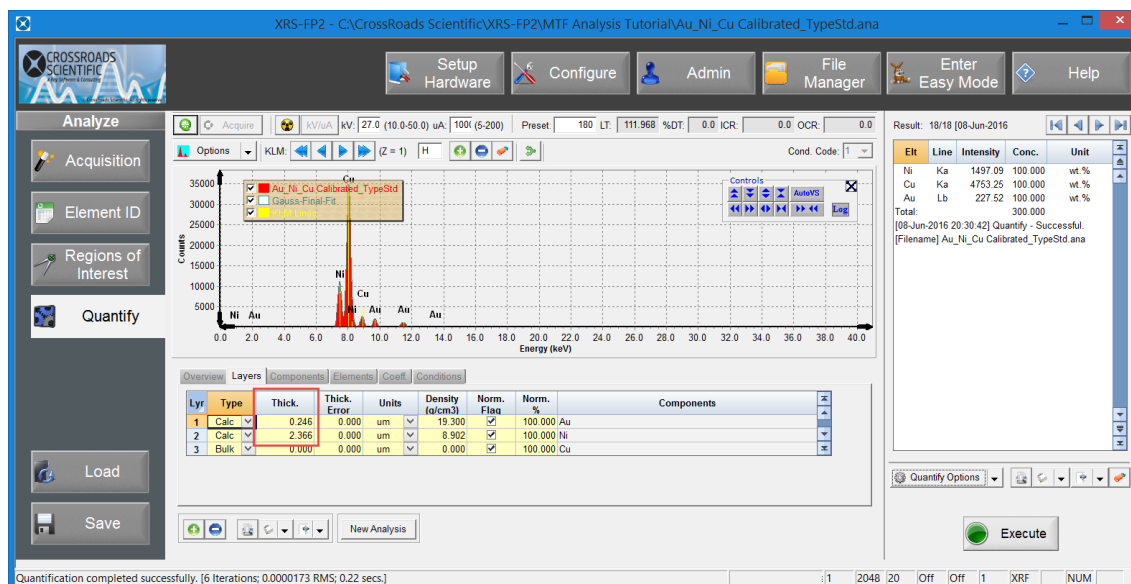 XRS-FP2 - C:\CrossRoads Scientific\XRS-FP2\MTF Analysis Tutorial\Au_Ni_Cu Calibrated_TypeStd.ana
CROSSROADS
SCIENTIFIC
Setup Hardware
Configure
Admin
File Manager
Enter Easy Mode
Help
Analyze
Acquisition
Element ID
Regions of Interest
Quantify
Load
Save
Acquire kV/uA kV: 27.0 (10.0-50.0) uA: 100( (5-200) Preset: 180 LT: 111.968 %DT: 0.0 ICR: 0.0 OCR: 0.0
Options KLM: (Z = 1) H Cond. Code: 1
Au_Ni_Cu Calibrated_TypeStd
Gauss-Final-Fit
KLM Lines
Controls
AutoVS
Log
Counts
35000
30000
25000
20000
15000
10000
5000
Cu
Ni
Cu
Ni Au Ni Au Au Au
0.0 2.0 4.0 6.0 8.0 10.0 12.0 14.0 16.0 18.0 20.0 22.0 24.0 26.0 28.0 30.0 32.0 34.0 36.0 38.0 40.0
Energy (keV)
Overview Layers Components Elements Coeff. Conditions
Lyr Type Thick. Thick. Error Units Density (g/cm3) Norm. Flag Norm. % Components
1 Calc 0.246 0.000 um 19.300 100.000 Au
2 Calc 2.366 0.000 um 8.902 100.000 Ni
3 Bulk 0.000 0.000 um 0.000 100.000 Cu
New Analysis
Result: 18/18 [08-Jun-2016
Elt Line Intensity Conc. Unit
Ni Ka 1497.09 100.000 wt.%
Cu Ka 4753.25 100.000 wt.%
Au Lb 227.52 100.000 wt.%
Total: 300.000
[08-Jun-2016 20:30:42] Quantify - Successful.
[Filename] Au_Ni_Cu Calibrated_TypeStd.ana
Quantify Options
Execute
Quantification completed successfully. [6 Iterations; 0.0000173 RMS; 0.22 secs.]
:1 2048 20 Off Off 1 XRF NUM